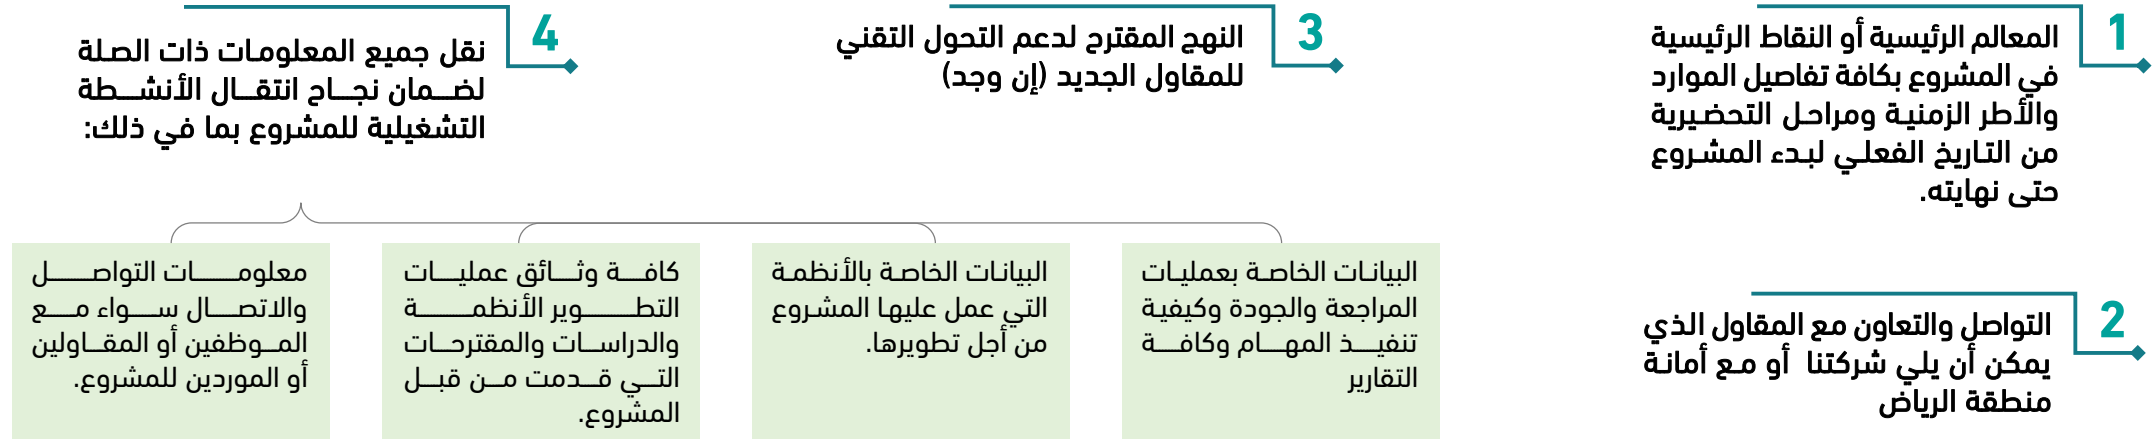 1
المعالم الرئيسية أو النقاط الرئيسية
في المشروع بكافة تفاصيل الموارد
والأطر الزمنية ومراحل التحضيرية
من التاريخ الفعلي لبدء المشروع
حتى نهايته.
2
التواصل والتعاون مع المقاول الذي
يمكن أن يلي شركتنا أو مع أمانة
منطقة الرياض
3
النهج المقترح لدعم التحول التقني
للمقاول الجديد (إن وجد)
4
نقل جميع المعلومات ذات الصلة
لضمان نجاح انتقال الأنشطة
التشغيلية للمشروع بما في ذلك:
البيانات الخاصة بعمليات
المراجعة والجودة وكيفية
تنفيذ المهام وكافة
التقارير
البيانات الخاصة بالأنظمة
التي عمل عليها المشروع
من أجل تطويرها.
كافة وثائق عمليات
التطوير الأنظمة
والدراسات والمقترحات
التي قدمت من قبل
المشروع.
معلومات التواصل
والاتصال سواء مع
الموظفين أو المقاولين
أو الموردين للمشروع.